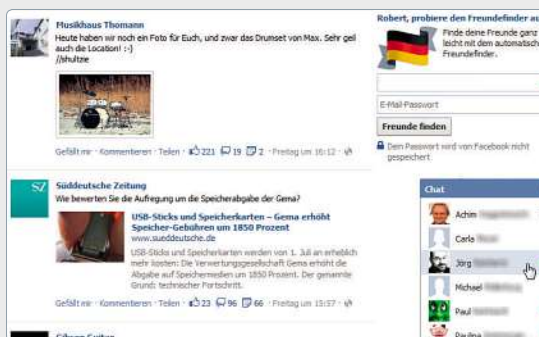 Musikhaus Thomann
Heute haben wir noch ein Foto für Euch, und zwar das Drumset von Max. Sehr geil
auch die Location! :-)
//shultzie
Gefällt mir · Kommentieren · Teilen · 221 19 2 · Freitag um 16:12 ·
SZ Süddeutsche Zeitung
Wie bewerten Sie die Aufregung um die Speicherabgabe der Gema?
USB-Sticks und Speicherkarten – Gema erhöht
Speicher-Gebühren um 1850 Prozent
www.sueddeutsche.de
USB-Sticks und Speicherkarten werden von 1. Juli an erheblich
mehr kosten: Die Verwertungsgesellschaft Gema erhöht die
Abgabe auf Speichermedien um 1850 Prozent. Der genannte
Grund: technischer Fortschritt.
Gefällt mir · Kommentieren · Teilen · 23 96 66 · Freitag um 15:57 ·
Robert, probiere den Freundefinder
Finde deine Freunde ganz
leicht mit dem
Freundefinder.
E-Mail-Passwort
Freunde finden
Dein Passwort wird von Facebook nicht
gespeichert
Chat
Achim
Carla
Jörg
Michael
Paul
Paulina